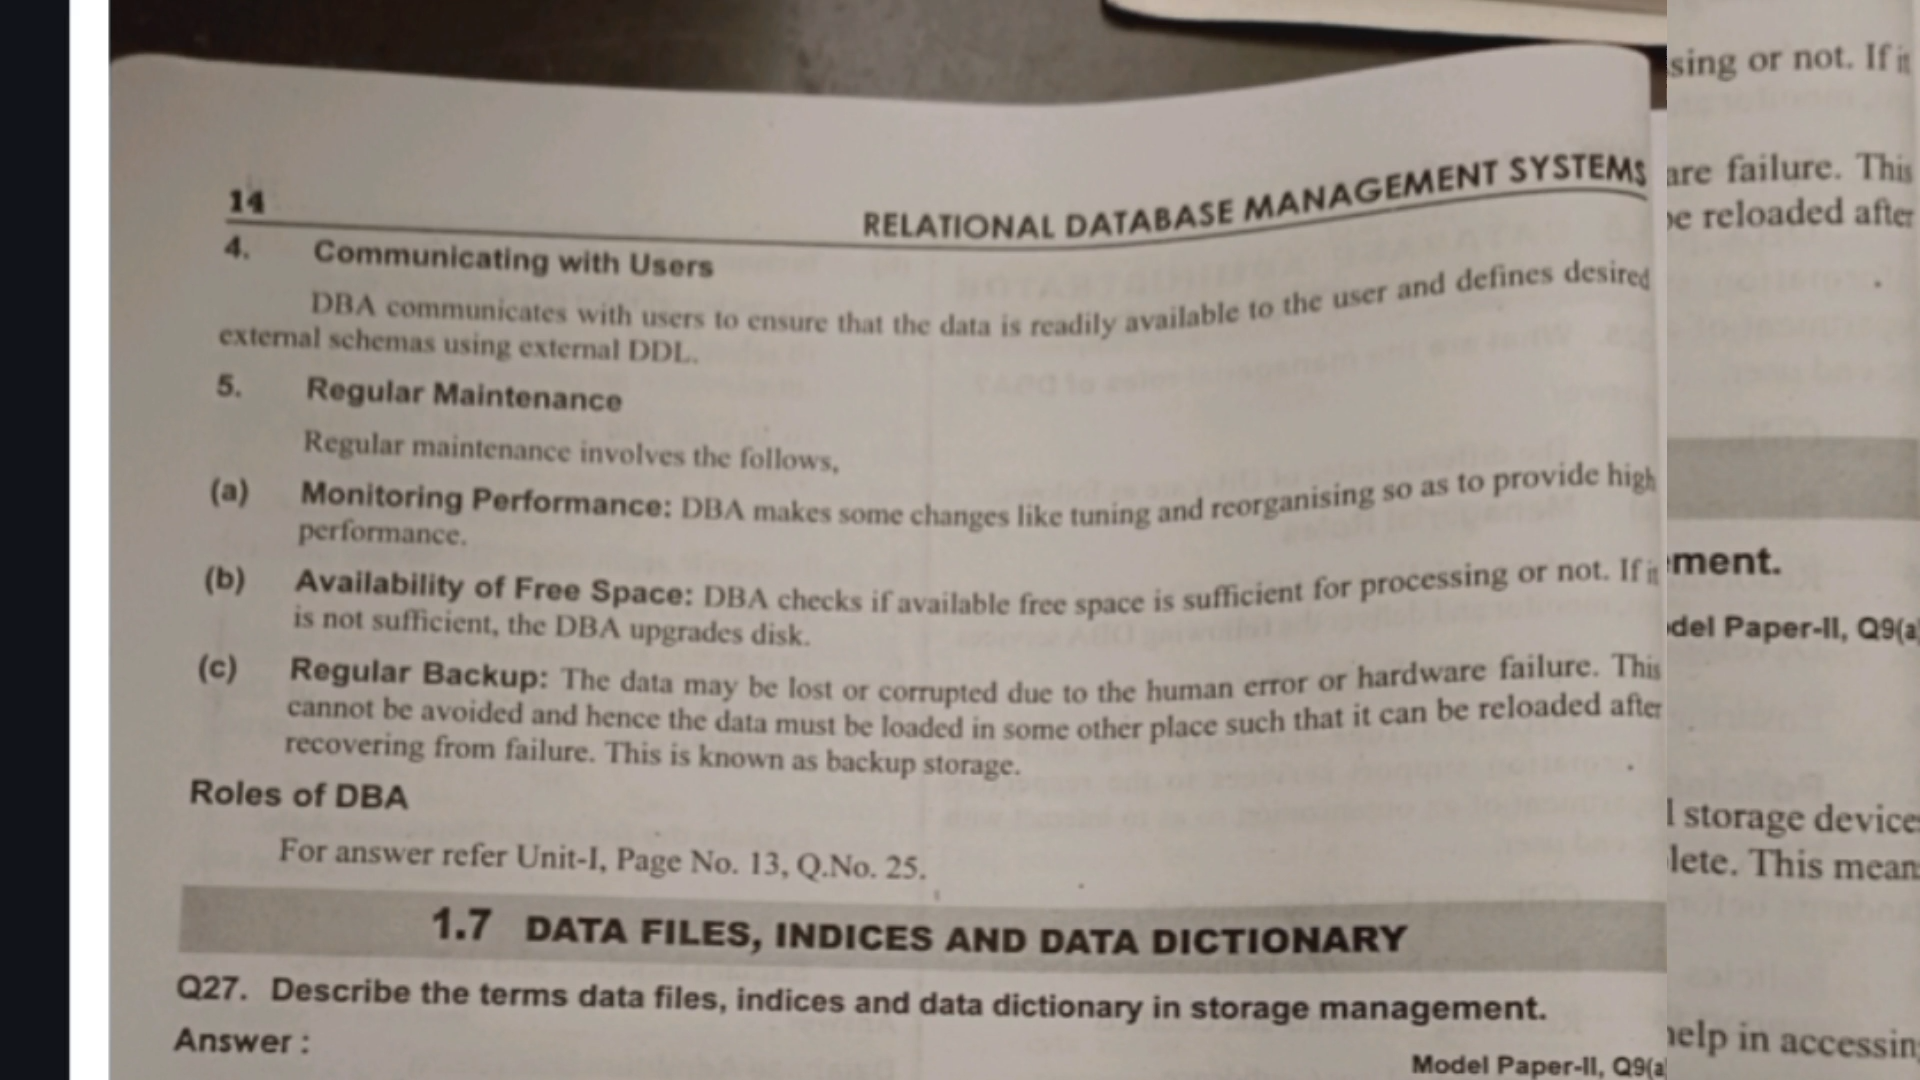 14
RELATIONAL DATABASE MANAGEMENT SYSTEMS
4. Communicating with Users
DBA communicates with users to ensure that the data is readily available to the user and defines desired
external schemas using external DDL.
5. Regular Maintenance
Regular maintenance involves the follows,
(a) Monitoring Performance: DBA makes some changes like tuning and reorganising so as to provide high
performance.
(b) Availability of Free Space: DBA checks if available free space is sufficient for processing or not. If it
is not sufficient, the DBA upgrades disk.
(c) Regular Backup: The data may be lost or corrupted due to the human error or hardware failure. This
cannot be avoided and hence the data must be loaded in some other place such that it can be reloaded after
recovering from failure. This is known as backup storage.
Roles of DBA
For answer refer Unit-I, Page No. 13, Q.No. 25.
1.7 DATA FILES, INDICES AND DATA DICTIONARY
Q27. Describe the terms data files, indices and data dictionary in storage management.
Answer :
Model Paper-II, Q9(a
sing or not. If it
are failure. This
be reloaded after
ment.
del Paper-II, Q9(a
l storage device
lete. This mean
help in accessin